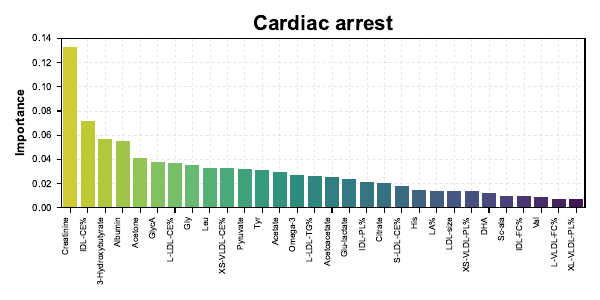 Cardiac arrest
Importance
0.14
0.12
0.10
0.08
0.06
0.04
0.02
0.00
Creatinine
IDL-CE%
3-Hydroxybutyrate
Albumin
Acetone
GlycA
L-LDL-CE%
Gly
Leu
XS-VLDL-CE%
Pyruvate
Tyr
Acetate
Omega-3
L-LDL-TG%
Acetoacetate
Glu-lactate
IDL-PL%
Citrate
S-LDL-CE%
His
LA%
LDL-size
XS-VLDL-PL%
DHA
Sc-ala
IDL-FC%
Val
L-VLDL-FC%
XL-VLDL-PL%